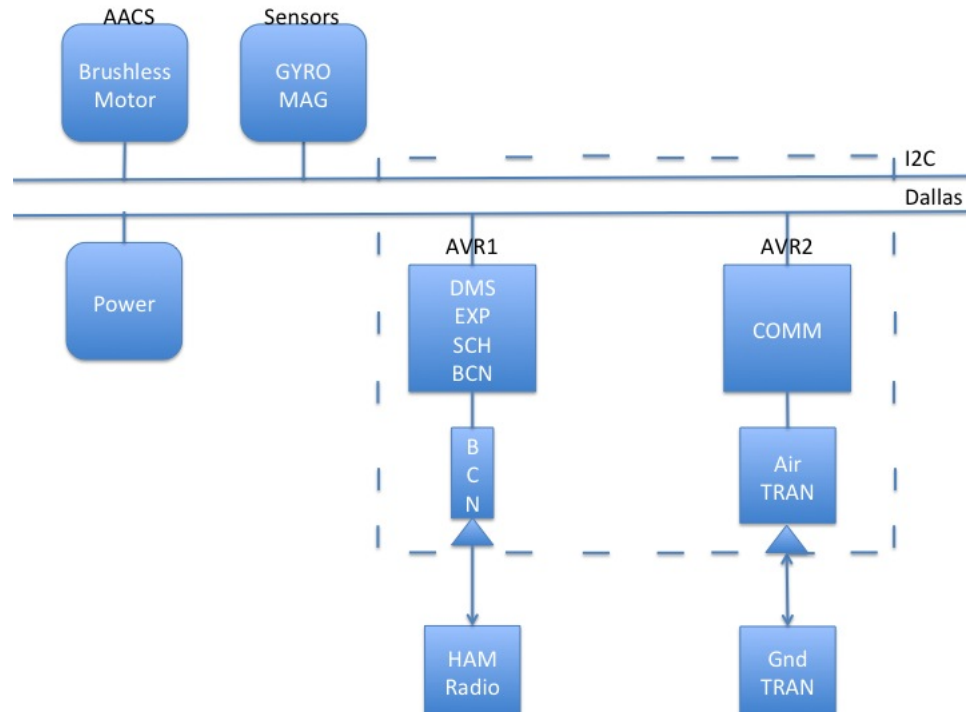 AACS
Sensors
Brushless
Motor
GYRO
MAG
I2C
Dallas
Power
AVR1
DMS
EXP
SCH
BCN
AVR2
COMM
B
C
N
Air
TRAN
HAM
Radio
Gnd
TRAN